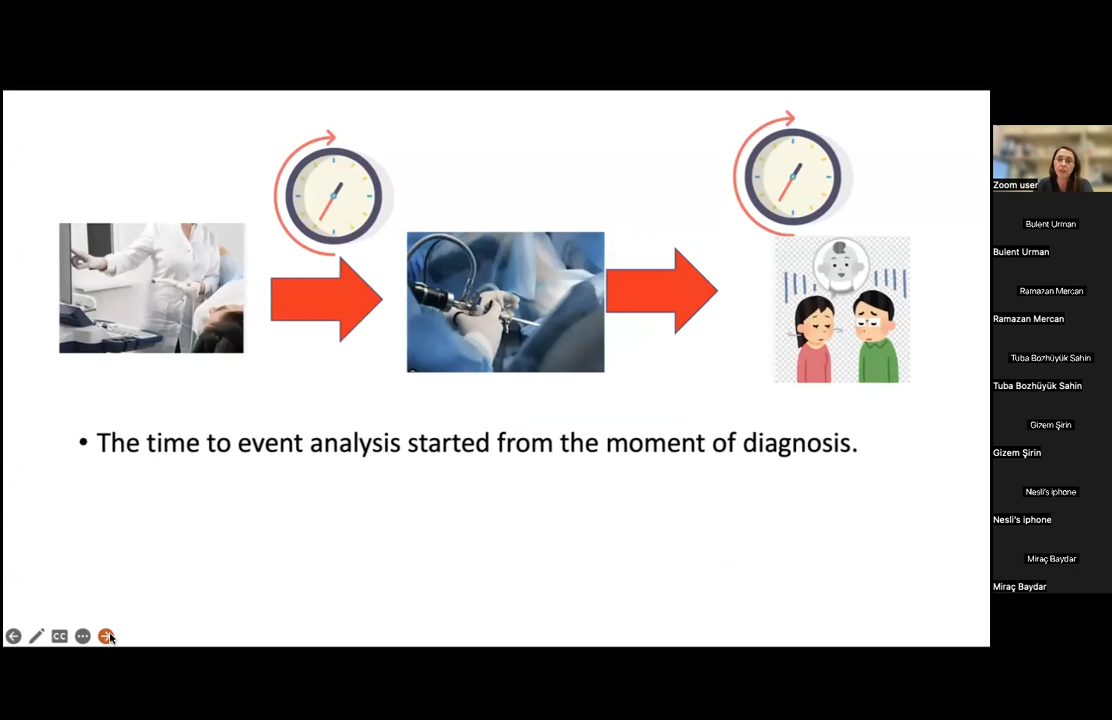 • The time to event analysis started from the moment of diagnosis.
CC
Zoom user
Bulent Urman
Bulent Urman
Ramazan Mercan
Ramazan Mercan
Tuba Bozhüyük Sahin
Tuba Bozhüyük Sahin
Gizem Şirin
Gizem Şirin
Nesli's iphone
Nesli's iphone
Miraç Baydar
Miraç Baydar